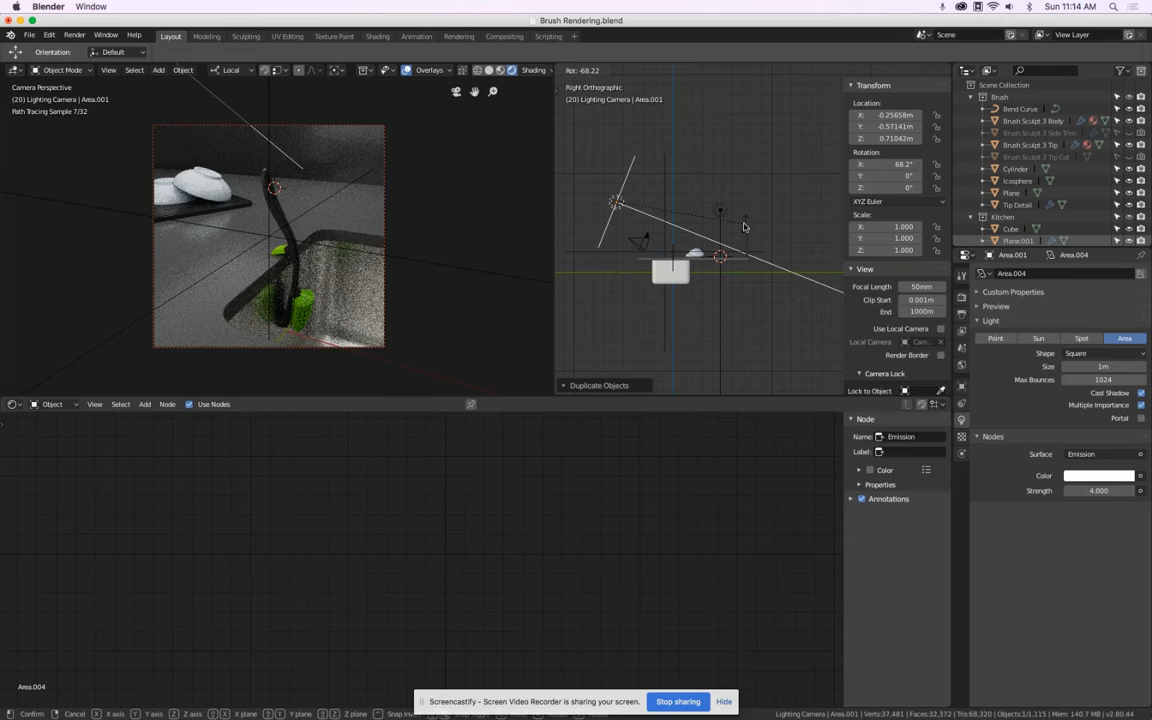 Blender Window Sun 11:14 AM
Brush Rendering.blend
File Edit Render Window Help Layout Modeling Sculpting UV Editing Texture Paint Shading Animation Rendering Compositing Scripting Scene View Layer
Orientation: Default
Object Mode View Select Add Object Local Overlays Shading
Rot: -68.22
Camera Perspective
(20) Lighting Camera | Area.001
Path Tracing Sample 7/32
Right Orthographic
(20) Lighting Camera | Area.001
Transform
Location:
X: -0.25658m
Y: -0.57141m
Z: 0.71042m
Rotation:
X: 68.2°
Y: 0°
Z: 0°
XYZ Euler
Scale:
X: 1.000
Y: 1.000
Z: 1.000
View
Focal Length 50mm
Clip Start 0.001m
End 1000m
Use Local Camera
Local Camera Cam...
Render Border
Camera Lock
Lock to Object
Duplicate Objects
Scene Collection
Brush
Bend Curve
Brush Sculpt 3 Body
Brush Sculpt 3 Side Trim
Brush Sculpt 3 Tip
Brush Sculpt 3 Tip Cut
Cylinder
Icosphere
Plane
Tip Detail
Kitchen
Cube
Plane.001
Area.001 Area.004
Area.004
Custom Properties
Preview
Light
Point Sun Spot Area
Shape Square
Size 1m
Max Bounces 1024
Cast Shadow
Multiple Importance
Portal
Nodes
Surface Emission
Color
Strength 4.000
Object View Select Add Node Use Nodes
Node
Name: Emission
Label:
Color
Properties
Annotations
Area.004
Screencastify - Screen Video Recorder is sharing your screen. Stop sharing Hide
Confirm Cancel X X axis Y Y axis Z Z axis X X plane Y Y plane Z Z plane Snap Invert Lighting Camera | Area.001 | Verts:37,481 | Faces:32,372 | Tris:68,320 | Objects:1/1,115 | Mem: 140.7 MB | v2.80.44